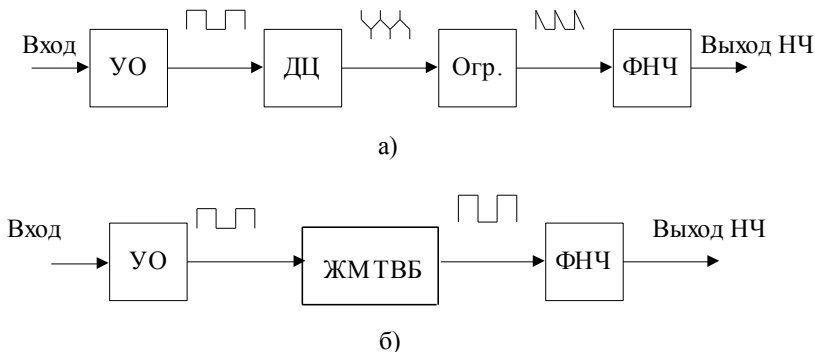 Вход
УО
ДЦ
Огр.
ФНЧ
Выход НЧ
а)
Вход
УО
ЖМТВБ
ФНЧ
Выход НЧ
б)